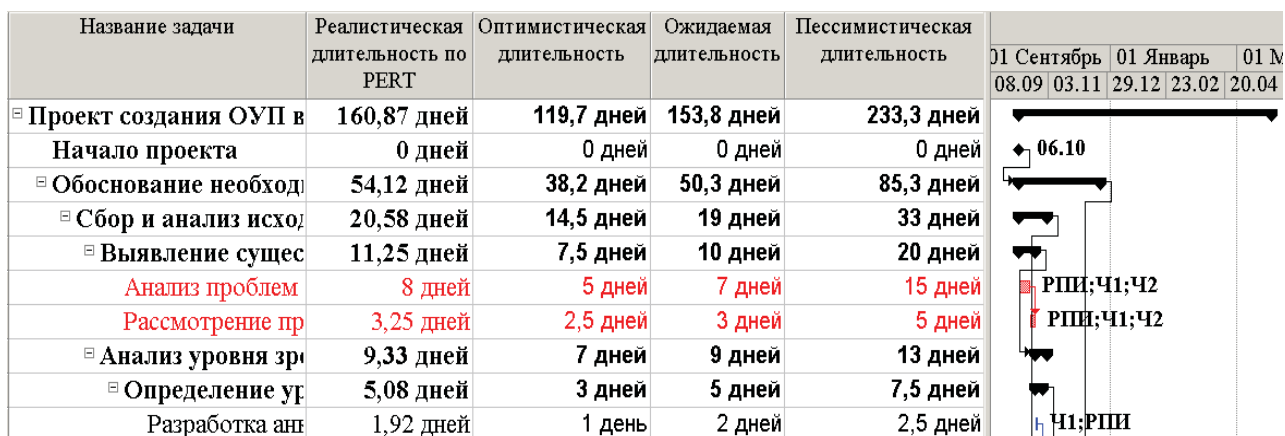 Название задачи Реалистическая Оптимистическая Ожидаемая Пессимистическая
длительность по длительность длительность длительность
PERT
01 Сентябрь 01 Январь 01 М
08.09 03.11 29.12 23.02 20.04
Проект создания ОУП в 160,87 дней 119,7 дней 153,8 дней 233,3 дней
Начало проекта 0 дней 0 дней 0 дней 0 дней 06.10
Обоснование необход 54,12 дней 38,2 дней 50,3 дней 85,3 дней
Сбор и анализ исхо 20,58 дней 14,5 дней 19 дней 33 дней
Выявление сущес 11,25 дней 7,5 дней 10 дней 20 дней
Анализ проблем 8 дней 5 дней 7 дней 15 дней РПИ;Ч1;Ч2
Рассмотрение пр 3,25 дней 2,5 дней 3 дней 5 дней РПИ;Ч1;Ч2
Анализ уровня зр 9,33 дней 7 дней 9 дней 13 дней
Определение ур 5,08 дней 3 дней 5 дней 7,5 дней
Разработка анк 1,92 дней 1 день 2 дней 2,5 дней Ч1;РПИ